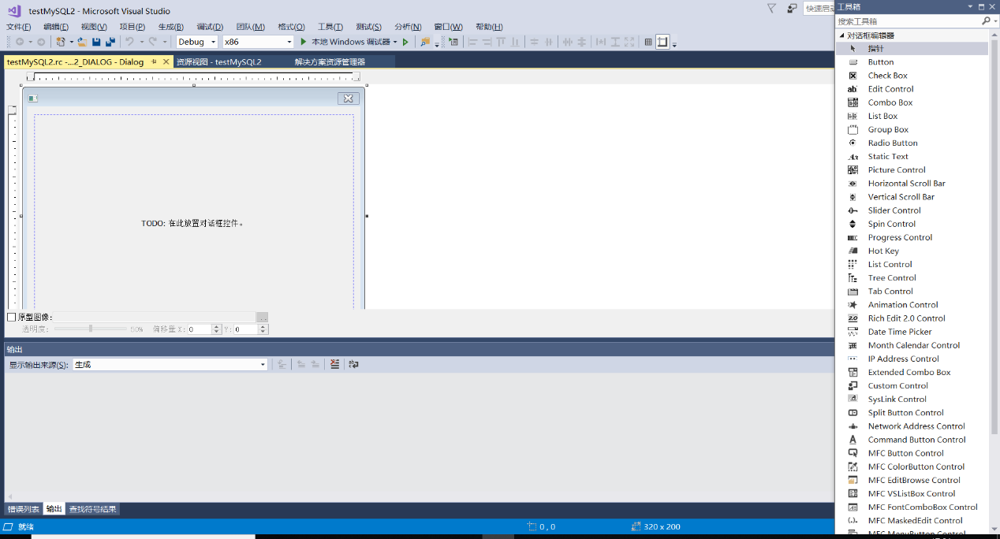 testMySQL2 - Microsoft Visual Studio
快速启动
文件(F) 编辑(E) 视图(V) 项目(P) 生成(B) 调试(D) 团队(M) 格式(O) 工具(T) 测试(S) 分析(N) 窗口(W) 帮助(H)
Debug x86 本地 Windows 调试器
testMySQL2.rc -...2_DIALOG - Dialog 资源视图 - testMySQL2 解决方案资源管理器
TODO: 在此放置对话框控件。
原型图像:
透明度: 50% 偏移量 X: 0 Y: 0
输出
显示输出来源(S): 生成
错误列表 输出 查找符号结果
就绪 0 , 0 320 x 200
工具箱
搜索工具箱
对话框编辑器
指针
Button
Check Box
Edit Control
Combo Box
List Box
Group Box
Radio Button
Static Text
Picture Control
Horizontal Scroll Bar
Vertical Scroll Bar
Slider Control
Spin Control
Progress Control
Hot Key
List Control
Tree Control
Tab Control
Animation Control
Rich Edit 2.0 Control
Date Time Picker
Month Calendar Control
IP Address Control
Extended Combo Box
Custom Control
SysLink Control
Split Button Control
Network Address Control
Command Button Control
MFC Button Control
MFC ColorButton Control
MFC EditBrowse Control
MFC VSListBox Control
MFC FontComboBox Control
MFC MaskedEdit Control
MFC MenuButton Control